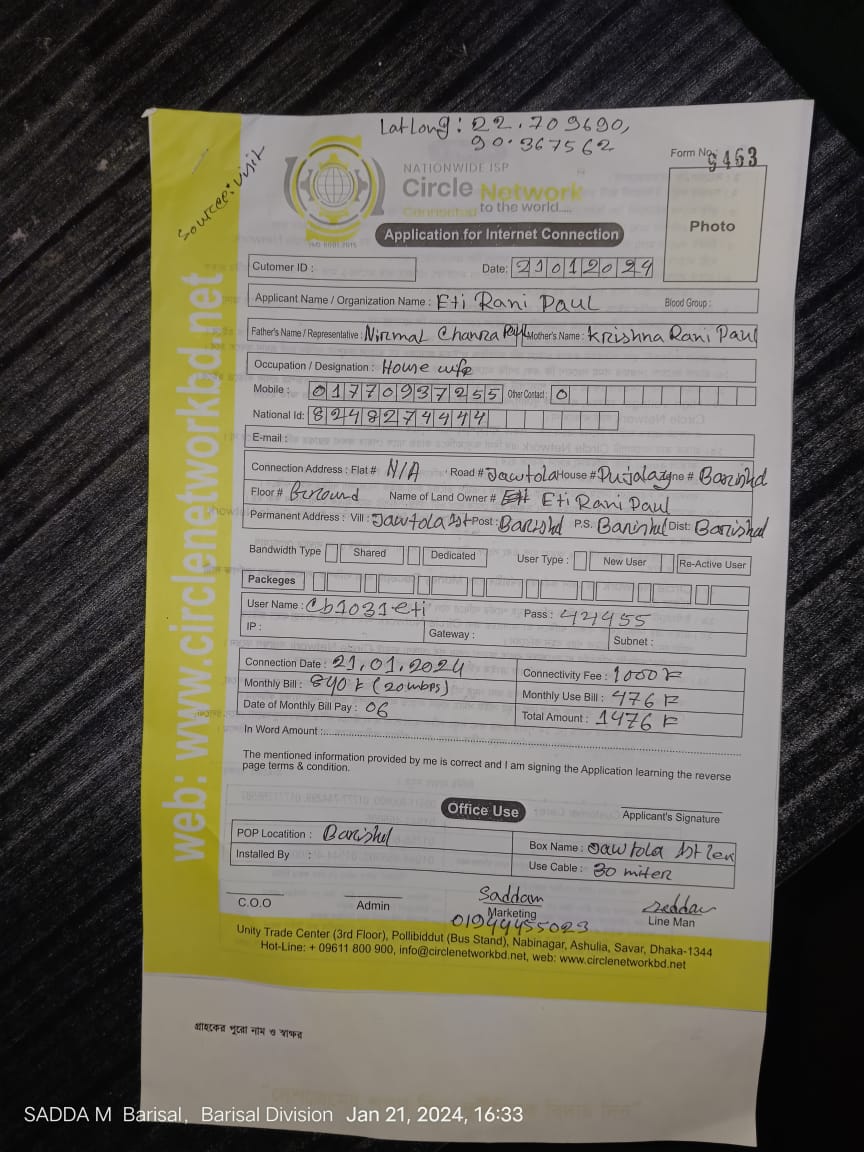 LatLong: 22.709690,
90.367562
Source: Visit
Form No. 9463
NATIONWIDE ISP
Circle Network
Connected to the world....
ISO 9001:2015
Photo
Application for Internet Connection
Cutomer ID :
Date: 21012024
Applicant Name / Organization Name : Eti Rani Paul
Blood Group :
Father's Name / Representative : Nirmal Chanra Paul Mother's Name : Krishna Rani Paul
Occupation / Designation : House wife
Mobile : 01770937255 Other Contact : 0
National Id: 8248274444
E-mail :
Connection Address : Flat # N/A Road # Jawtola House # Pujalay ne # Barishal
Floor # Ground Name of Land Owner # Eti Rani Paul
Permanent Address : Vill : Jawtola 1st Post : Barishal P.S. Barishal Dist: Barishal
Bandwidth Type Shared Dedicated User Type : New User Re-Active User
Packeges
User Name : Cb1031eti Pass : 42455
IP : Gateway : Subnet :
Connection Date : 21.01.2024 Connectivity Fee : 1000 ৳
Monthly Bill : 840 ৳ (20mbps) Monthly Use Bill : 476 ৳
Date of Monthly Bill Pay : 06 Total Amount : 1476 ৳
In Word Amount :
The mentioned information provided by me is correct and I am signing the Application learning the reverse
page terms & condition.
Office Use
Applicant's Signature
POP Locatition : Barishal Box Name : Jawtola 1st len
Installed By : Use Cable : 30 miter
Saddam
C.O.O Admin Marketing Line Man
01944455023
Unity Trade Center (3rd Floor), Pollibiddut (Bus Stand), Nabinagar, Ashulia, Savar, Dhaka-1344
Hot-Line: + 09611 800 900, info@circlenetworkbd.net, web: www.circlenetworkbd.net
web: www.circlenetworkbd.net
গ্রাহকের পুরো নাম ও স্বাক্ষর
SADDA M Barisal, Barisal Division Jan 21, 2024, 16:33